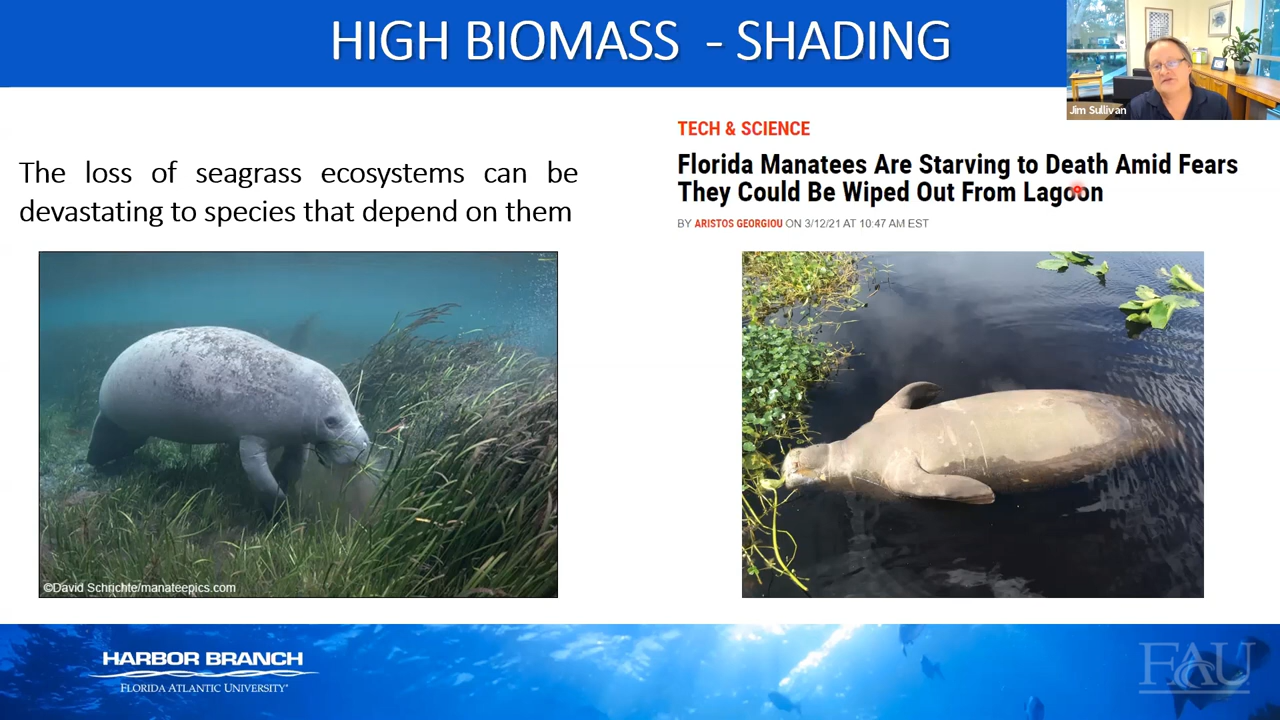 HIGH BIOMASS - SHADING
Jim Sullivan
The loss of seagrass ecosystems can be
devastating to species that depend on them
TECH & SCIENCE
Florida Manatees Are Starving to Death Amid Fears
They Could Be Wiped Out From Lagoon
BY ARISTOS GEORGIOU ON 3/12/21 AT 10:47 AM EST
©David Schrichte/manateepics.com
HARBOR BRANCH
FLORIDA ATLANTIC UNIVERSITY
FAU